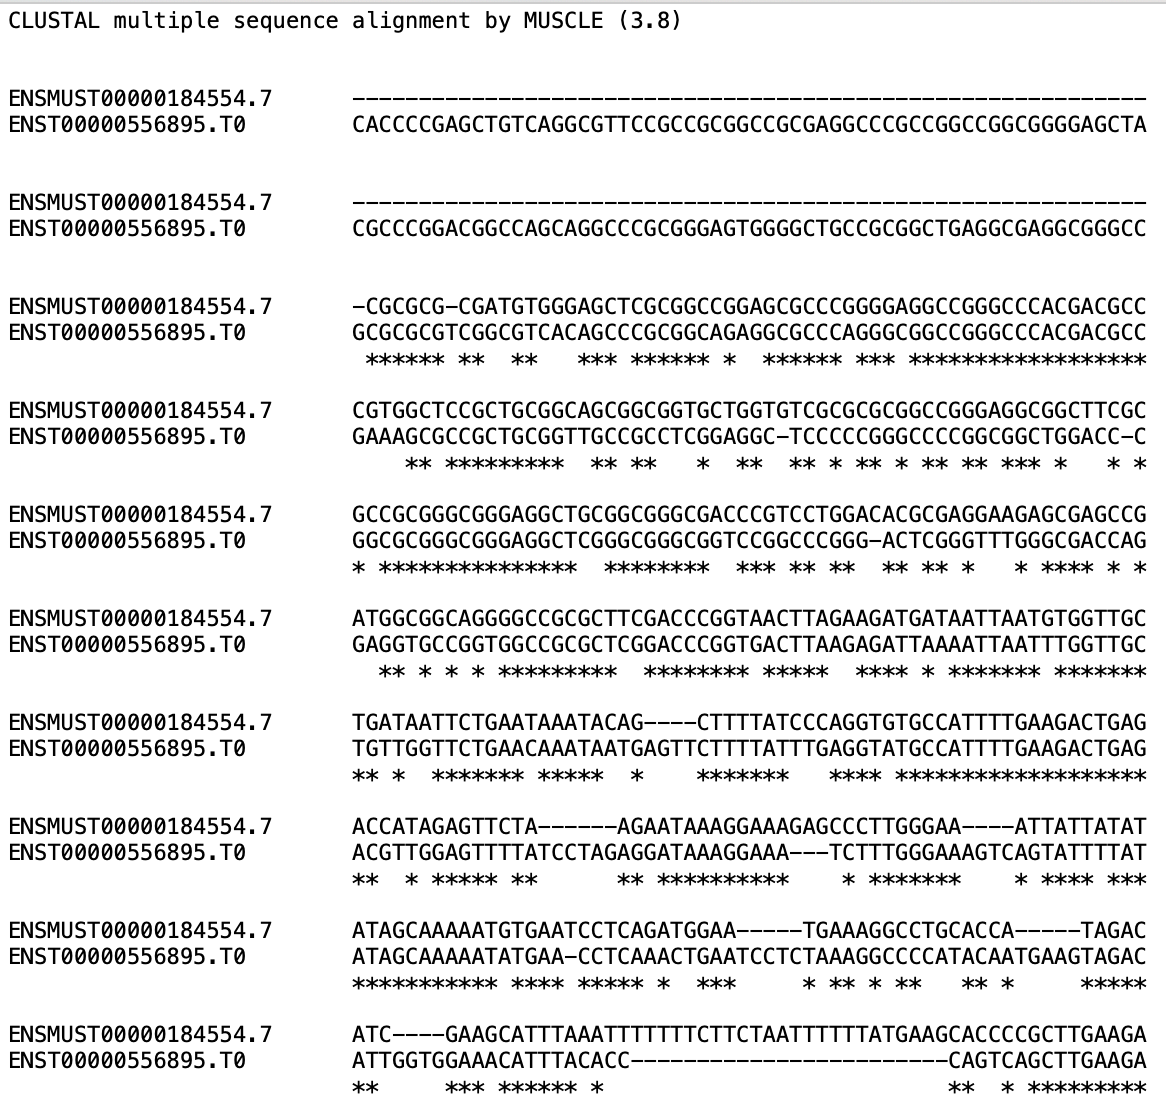 CLUSTAL multiple sequence alignment by MUSCLE (3.8)
ENSMUST00000184554.7      ------------------------------------------------------------
ENST00000556895.T0        CACCCCGAGCTGTCAGGCGTTCCGCCGCGGCCGCGAGGCCCGCCGGCCGGCGGGGAGCTA
ENSMUST00000184554.7      ------------------------------------------------------------
ENST00000556895.T0        CGCCCGGACGGCCAGCAGGCCCGCGGGAGTGGGGCTGCCGCGGCTGAGGCGAGGCGGGCC
ENSMUST00000184554.7      -CGCGCG-CGATGTGGGAGCTCGCGGCCGGAGCGCCCGGGGAGGCCGGGCCCACGACGCC
ENST00000556895.T0        GCGCGCGTCGGCGTCACAGCCCGCGGCAGAGGCGCCCAGGGCGGCCGGGCCCACGACGCC
                           ****** **  **   *** ****** *  ****** *** ******************
ENSMUST00000184554.7      CGTGGCTCCGCTGCGGCAGCGGCGGTGCTGGTGTCGCGCGCGGCCGGGAGGCGGCTTCGC
ENST00000556895.T0        GAAAGCGCCGCTGCGGTTGCCGCCTCGGAGGC-TCCCCCGGGCCCCGGCGGCTGGACC-C
                              ** *********  ** **   *  **  ** * ** * ** ** *** *   * *
ENSMUST00000184554.7      GCCGCGGGCGGGAGGCTGCGGCGGGCGACCCGTCCTGGACACGCGAGGAAGAGCGAGCCG
ENST00000556895.T0        GGCGCGGGCGGGAGGCTCGGGCGGGCGGTCCGGCCCGGG-ACTCGGGTTTGGGCGACCAG
                          * ***************  ********  *** ** **  ** ** *   * **** * *
ENSMUST00000184554.7      ATGGCGGCAGGGGCCGCGCTTCGACCCGGTAACTTAGAAGATGATAATTAATGTGGTTGC
ENST00000556895.T0        GAGGTGCCGGTGGCCGCGCTCGGACCCGGTGACTTAAGAGATTAAAATTAATTTGGTTGC
                            ** * * * *********  ******** *****  **** * ******* *******
ENSMUST00000184554.7      TGATAATTCTGAATAAATACAG----CTTTTATCCCAGGTGTGCCATTTTGAAGACTGAG
ENST00000556895.T0        TGTTGGTTCTGAACAAATAATGAGTTCTTTTATTTGAGGTATGCCATTTTGAAGACTGAG
                          ** *  ******* *****  *    *******   **** *******************
ENSMUST00000184554.7      ACCATAGAGTTCTA------AGAATAAAGGAAAGAGCCCTTGGGAA----ATTATTATAT
ENST00000556895.T0        ACGTTGGAGTTTTATCCTAGAGGATAAAGGAAA---TCTTTGGGAAAGTCAGTATTTTAT
                          **  * ***** **      ** **********    * *******    * **** ***
ENSMUST00000184554.7      ATAGCAAAAATGTGAATCCTCAGATGGAA-----TGAAAGGCCTGCACCA-----TAGAC
ENST00000556895.T0        ATAGCAAAAATATGAA-CCTCAAACTGAATCCTCTAAAGGCCCCATACAATGAAGTAGAC
                          *********** **** ***** *  ***     * ** * **   ** *     *****
ENSMUST00000184554.7      ATC----GAAGCATTTAAATTTTTTTCTTCTAATTTTTTATGAAGCACCCCGCTTGAAGA
ENST00000556895.T0        ATTGGTGGAAACATTTACACC------------------------CAGTCAGCTTGAAGA
                          **     *** ****** *                          **  * *********